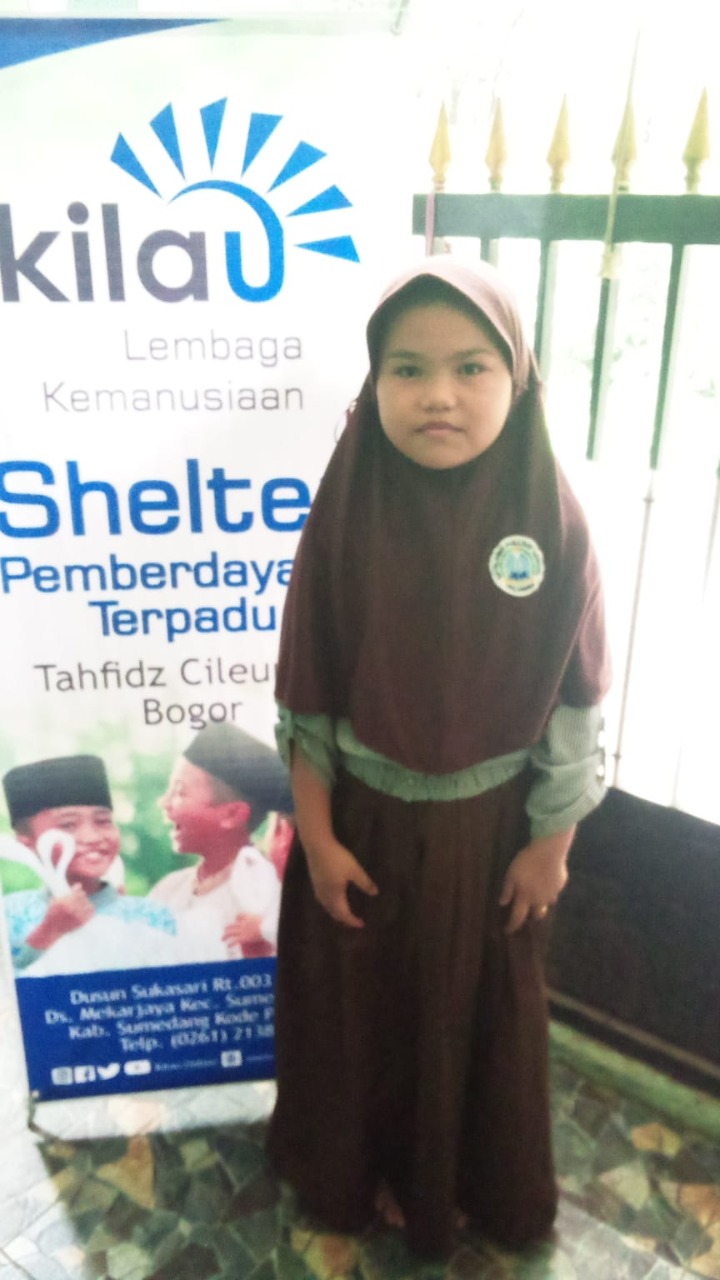 kilau
Lembaga
Kemanusiaan
Shelte
Pemberdaya
Terpadu
Tahfidz Cileu
Bogor
Dusun Sukasari Rt.003
Ds. Mekarjaya Kec. Sume
Kab. Sumedang Kode P
Telp. (0261) 213